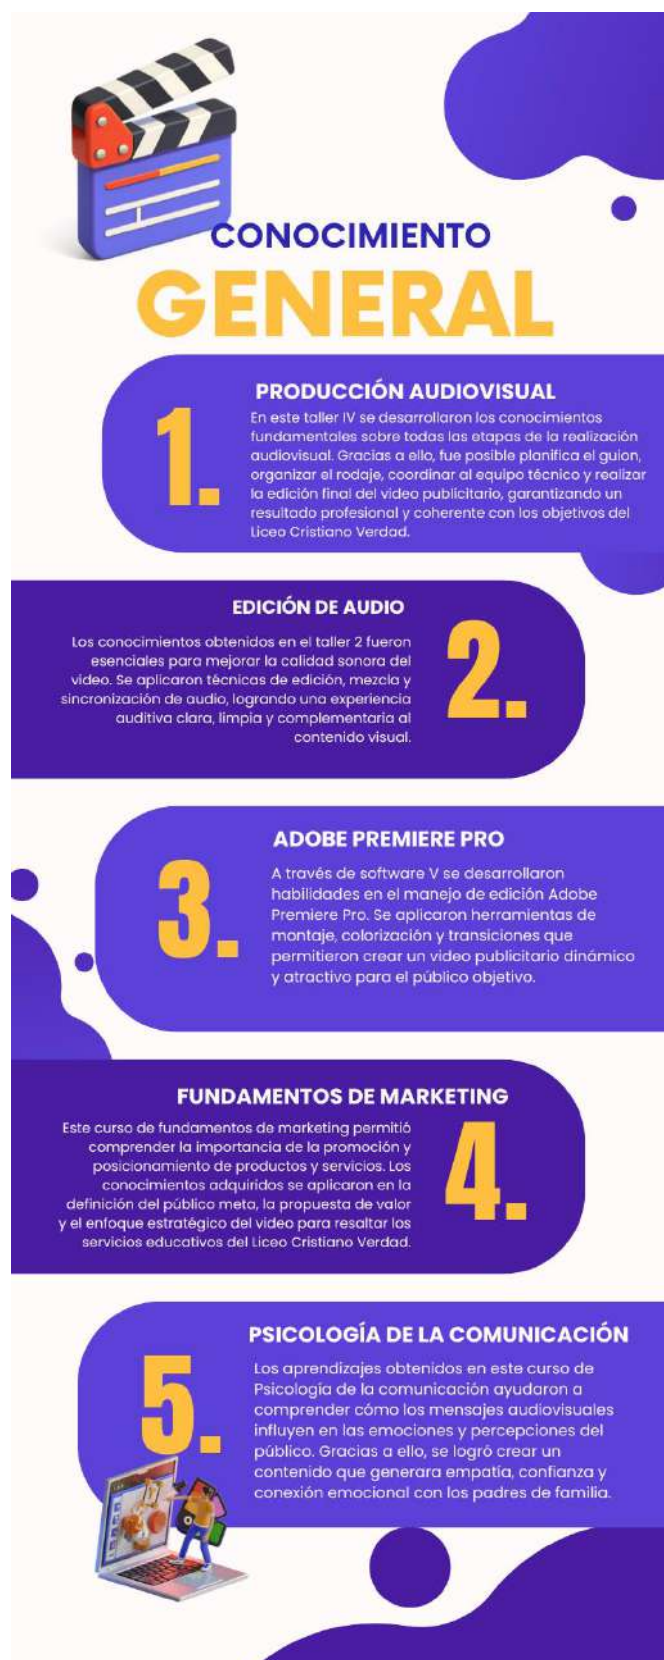 CONOCIMIENTO
GENERAL
1.
PRODUCCIÓN AUDIOVISUAL
En este taller IV se desarrollaron los conocimientos
fundamentales sobre todas las etapas de la realización
audiovisual. Gracias a ello, fue posible planifica el guion,
organizar el rodaje, coordinar al equipo técnico y realizar
la edición final del video publicitario, garantizando un
resultado profesional y coherente con los objetivos del
Liceo Cristiano Verdad.
EDICIÓN DE AUDIO
Los conocimientos obtenidos en el taller 2 fueron
esenciales para mejorar la calidad sonora del
video. Se aplicaron técnicas de edición, mezcla y
sincronización de audio, logrando una experiencia
auditiva clara, limpia y complementaria al
contenido visual.
2.
3.
ADOBE PREMIERE PRO
A través de software V se desarrollaron
habilidades en el manejo de edición Adobe
Premiere Pro. Se aplicaron herramientas de
montaje, colorización y transiciones que
permitieron crear un video publicitario dinámico
y atractivo para el público objetivo.
FUNDAMENTOS DE MARKETING
Este curso de fundamentos de marketing permitió
comprender la importancia de la promoción y
posicionamiento de productos y servicios. Los
conocimientos adquiridos se aplicaron en la
definición del público meta, la propuesta de valor
y el enfoque estratégico del video para resaltar los
servicios educativos del Liceo Cristiano Verdad.
4.
5.
PSICOLOGÍA DE LA COMUNICACIÓN
Los aprendizajes obtenidos en este curso de
Psicología de la comunicación ayudaron a
comprender cómo los mensajes audiovisuales
influyen en las emociones y percepciones del
público. Gracias a ello, se logró crear un
contenido que generara empatía, confianza y
conexión emocional con los padres de familia.